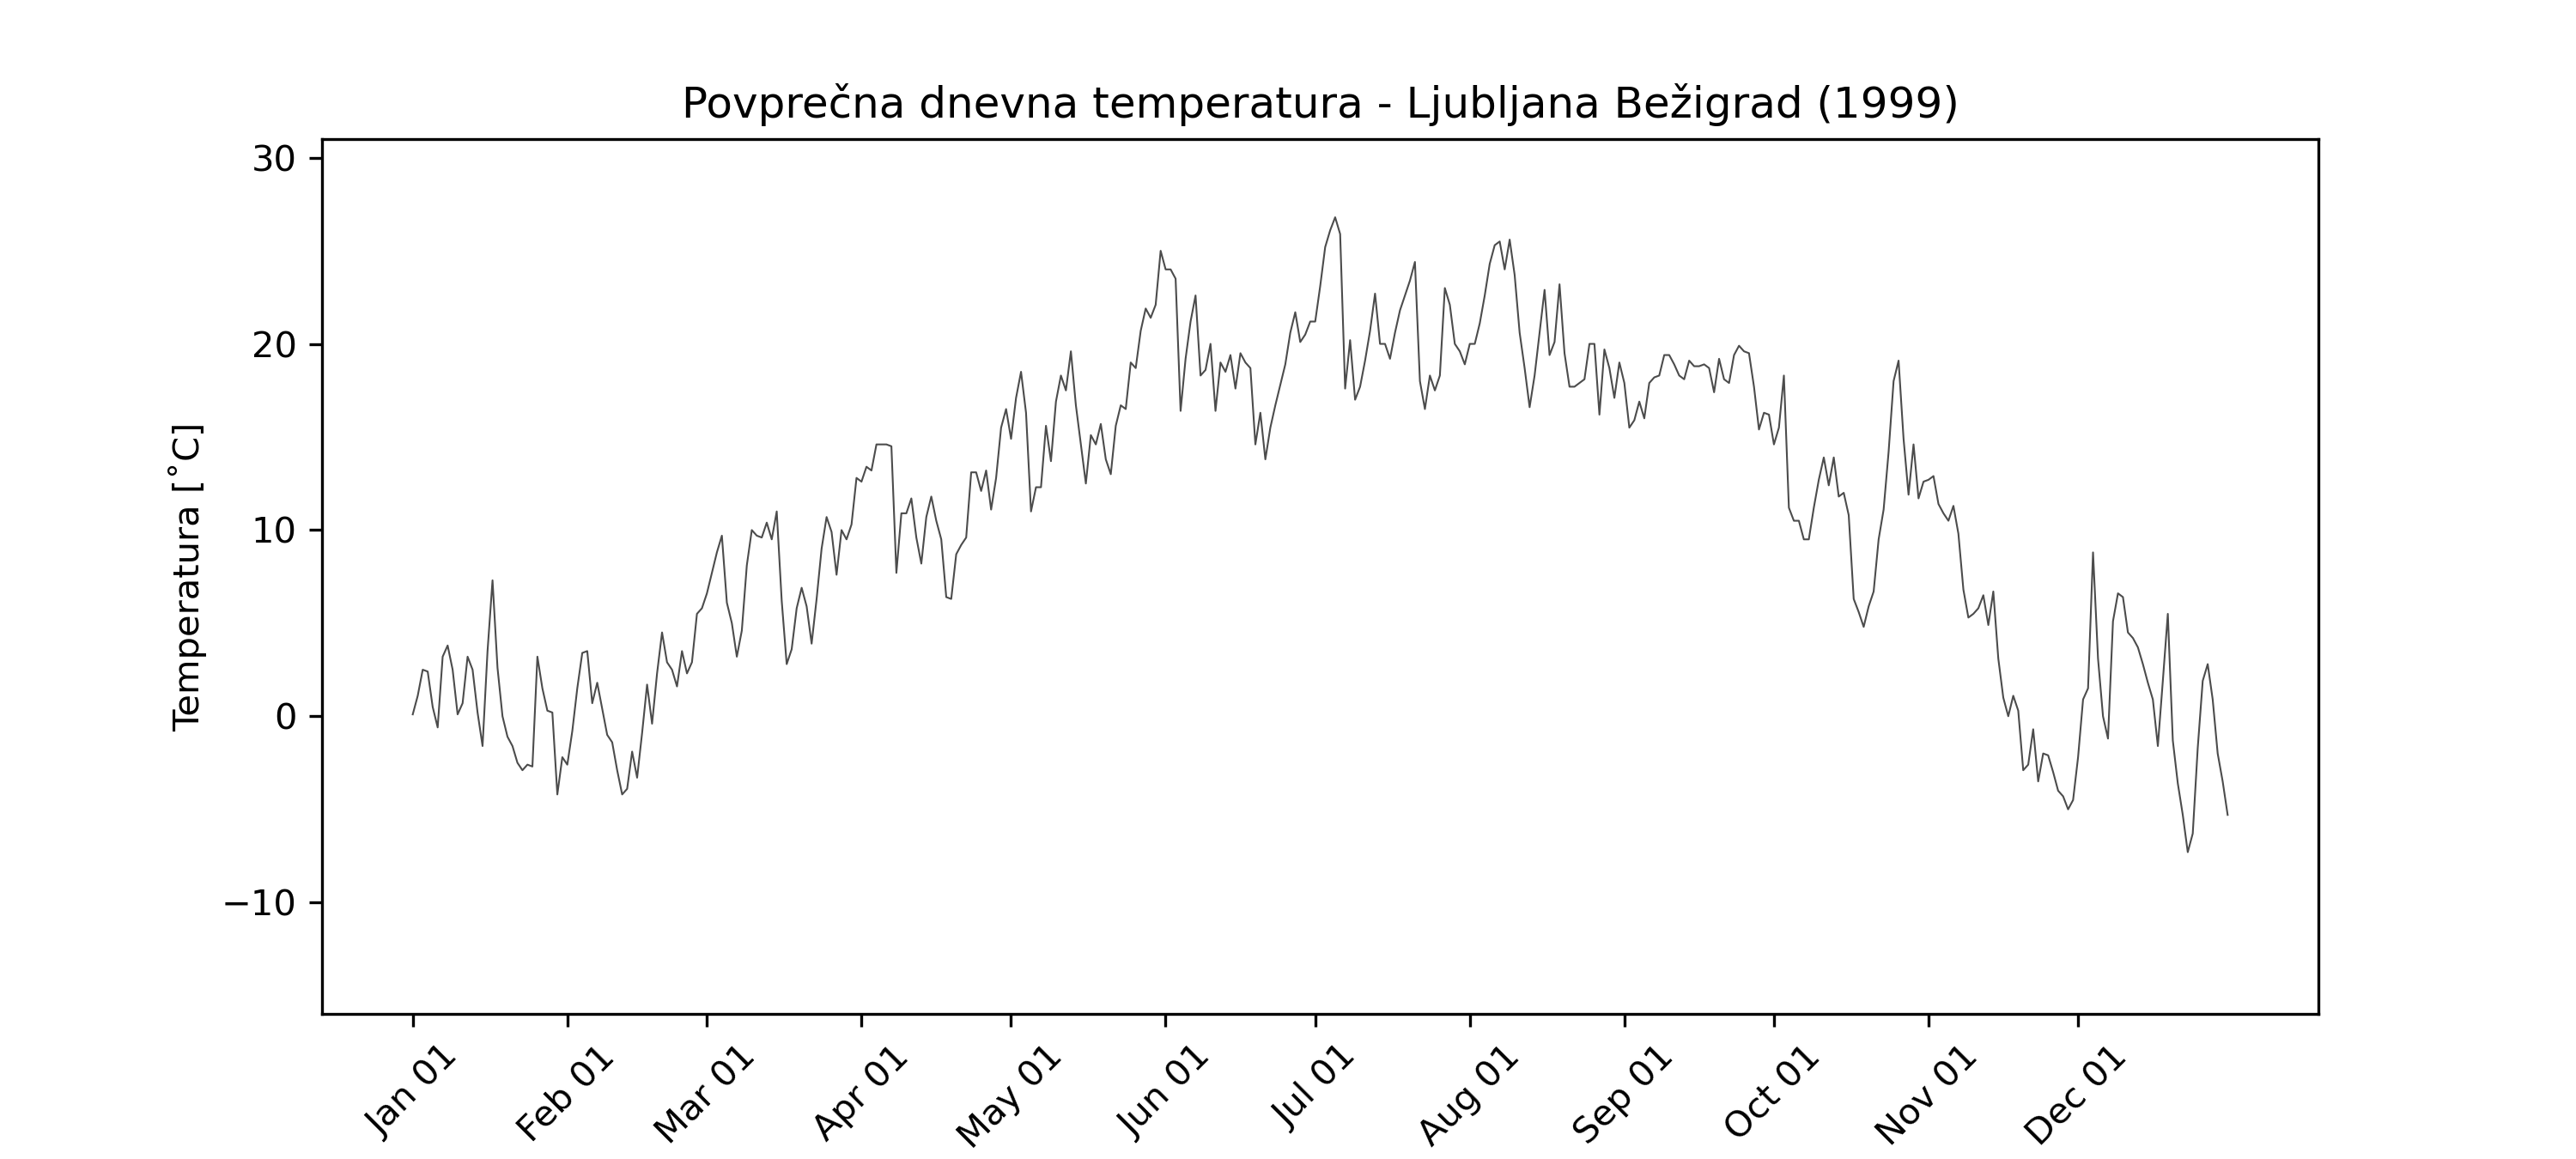 Povprečna dnevna temperatura - Ljubljana Bežigrad (1999)
Temperatura [˚C]
30
20
10
0
−10
Jan 01
Feb 01
Mar 01
Apr 01
May 01
Jun 01
Jul 01
Aug 01
Sep 01
Oct 01
Nov 01
Dec 01